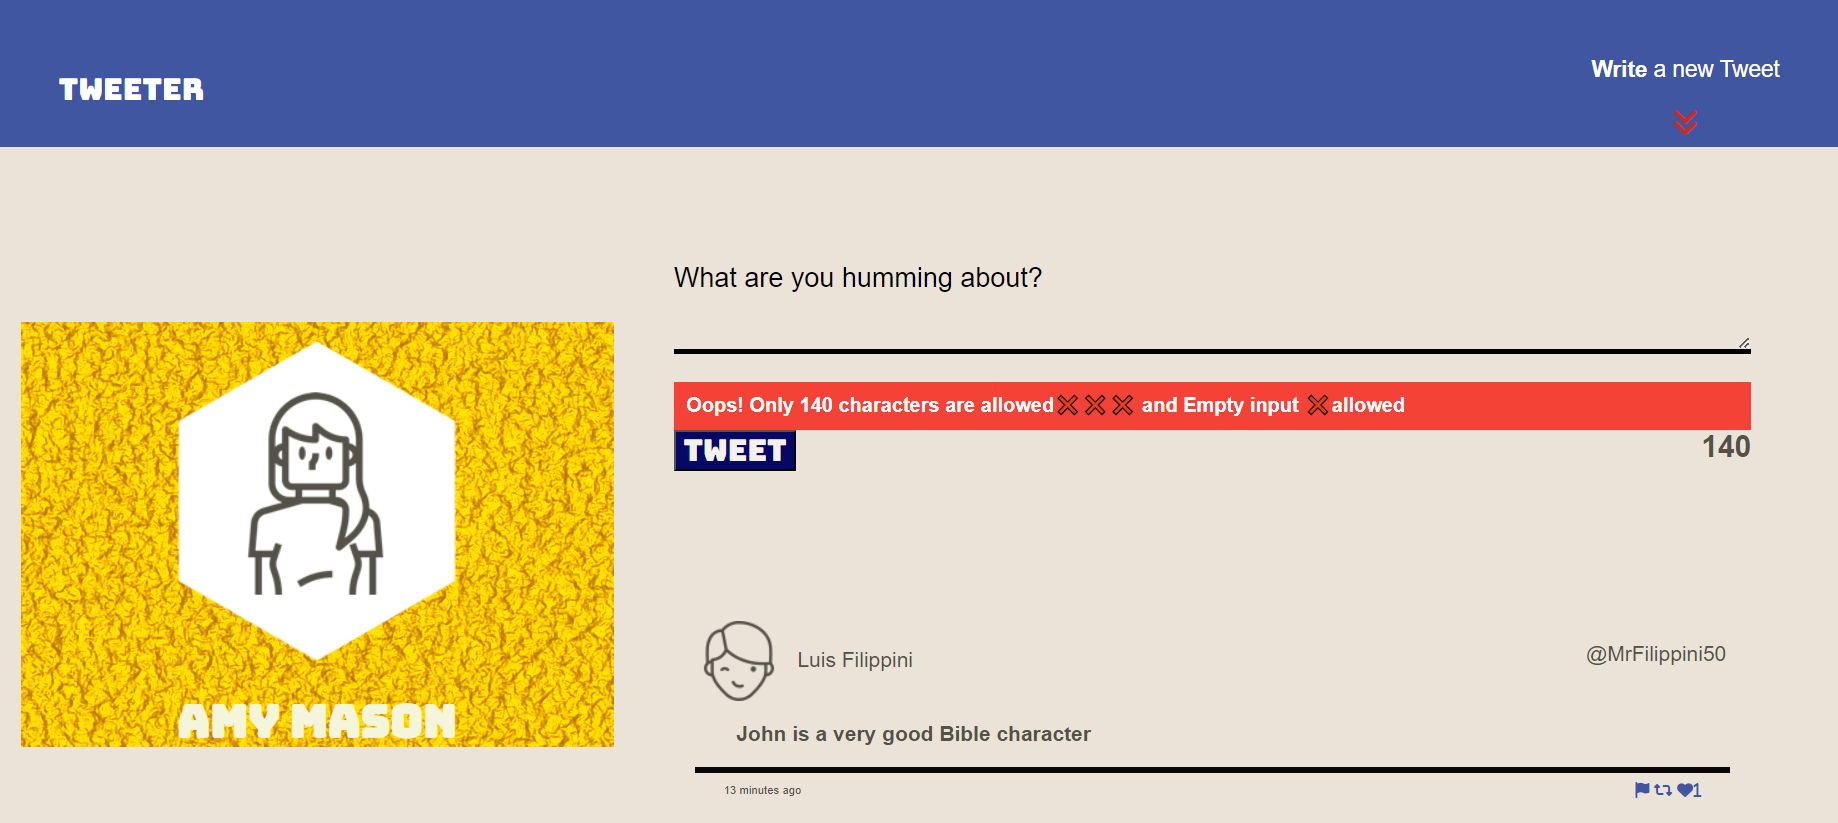 TWEETER
Write a new Tweet
What are you humming about?
Oops! Only 140 characters are allowed❌❌❌ and Empty input ❌allowed
TWEET
140
AMY MASON
Luis Filippini
@MrFilippini50
John is a very good Bible character
13 minutes ago
1